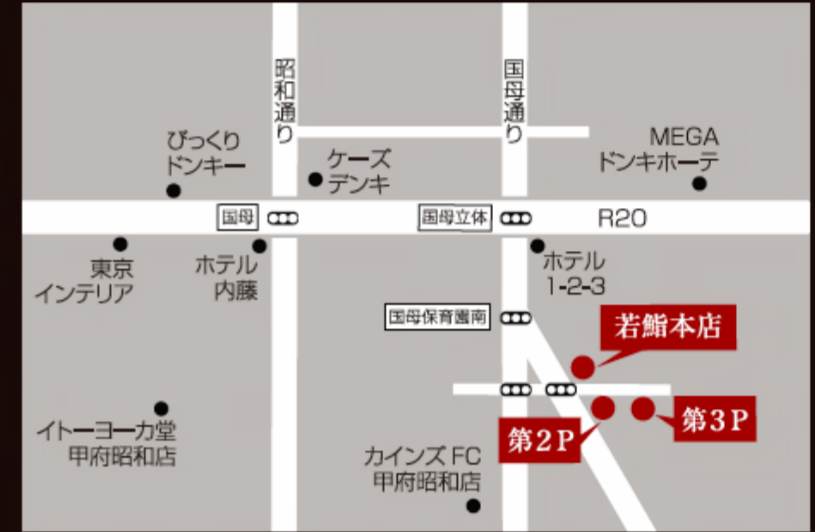 昭和通り
国母通り
びっくり
ドンキー
ケーズ
デンキ
MEGA
ドンキホーテ
国母
国母立体
R20
東京
インテリア
ホテル
内藤
ホテル
1-2-3
国母保育園南
若鮨本店
イトーヨーカ堂
甲府昭和店
カインズFC
甲府昭和店
第2P
第3P